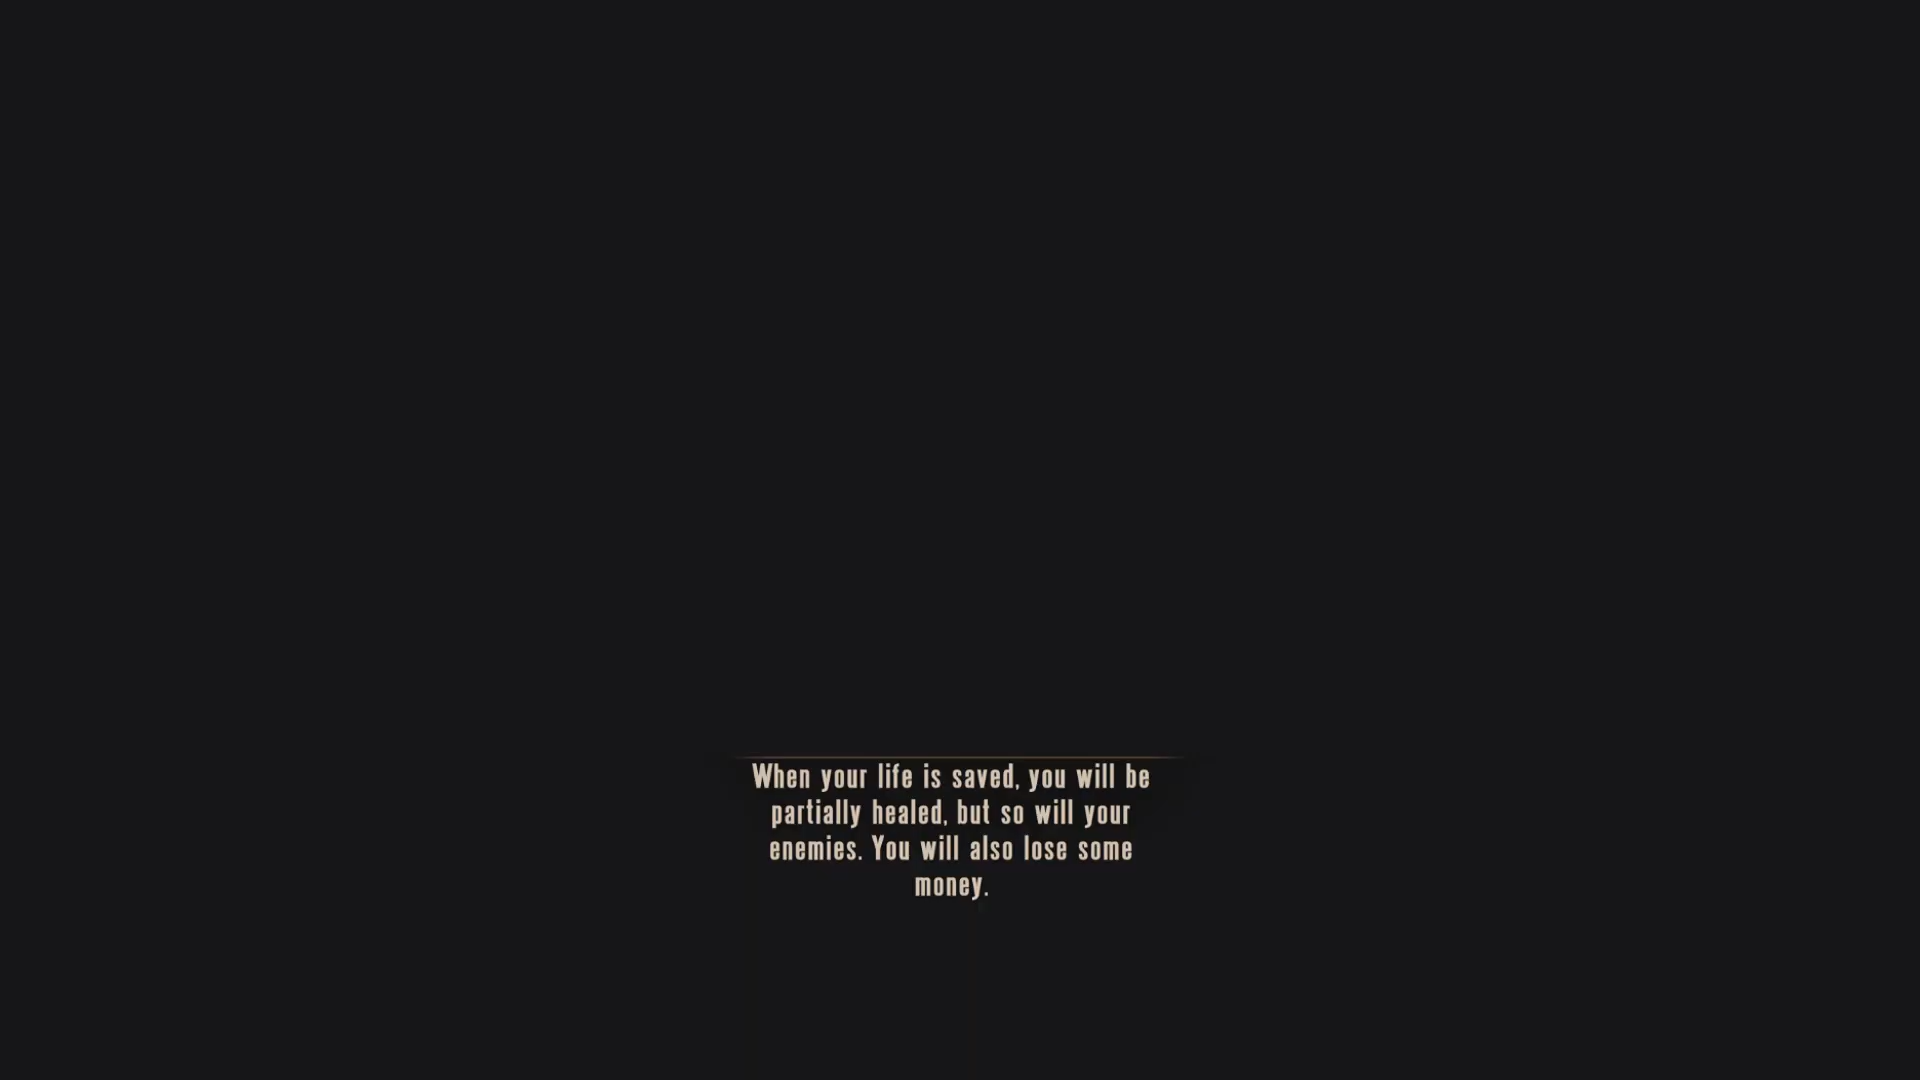 When your life is saved, you will be
partially healed, but so will your
enemies. You will also lose some
money.